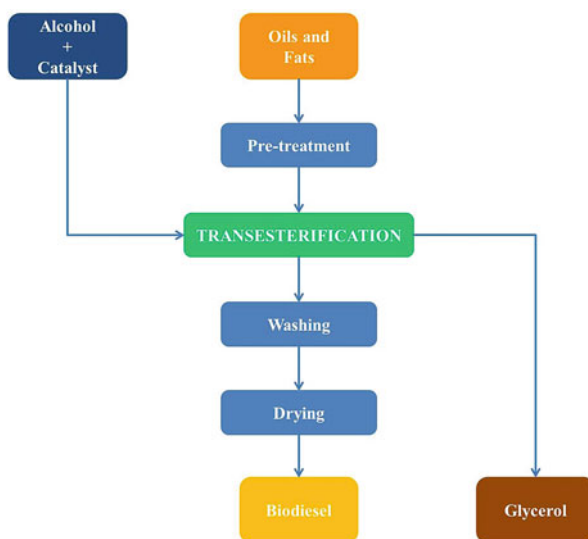 Alcohol
+
Catalyst
Oils and
Fats
Pre-treatment
TRANSESTERIFICATION
Washing
Drying
Biodiesel
Glycerol